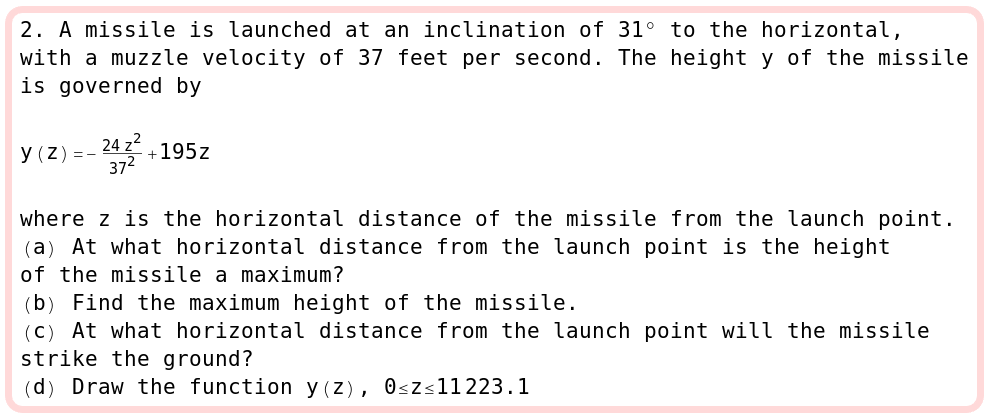 2. A missile is launched at an inclination of 31° to the horizontal,
with a muzzle velocity of 37 feet per second. The height y of the missile
is governed by
y(z)=-\frac{24 z^2}{37^2}+195z
where z is the horizontal distance of the missile from the launch point.
(a) At what horizontal distance from the launch point is the height
of the missile a maximum?
(b) Find the maximum height of the missile.
(c) At what horizontal distance from the launch point will the missile
strike the ground?
(d) Draw the function y(z), 0≤z≤11223.1